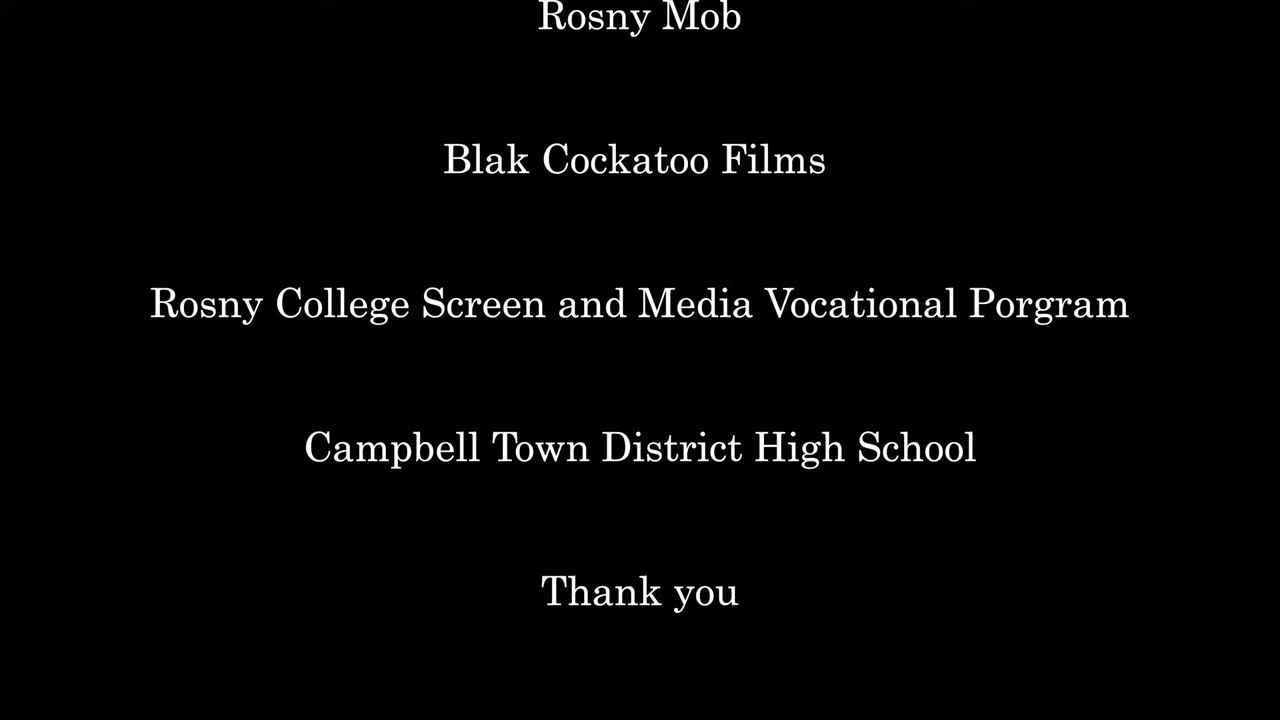 Rosny Mob
Blak Cockatoo Films
Rosny College Screen and Media Vocational Porgram
Campbell Town District High School
Thank you